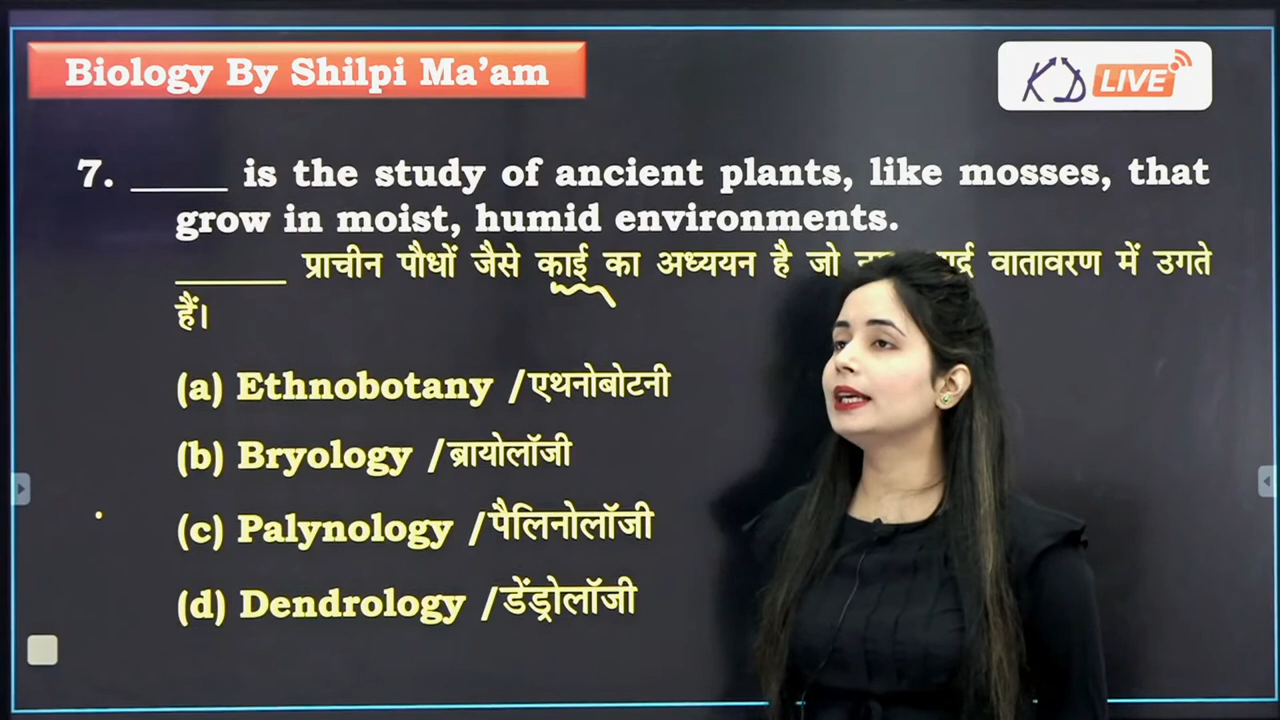 Biology By Shilpi Ma'am
KD LIVE
7. _____ is the study of ancient plants, like mosses, that
grow in moist, humid environments.
_____ प्राचीन पौधों जैसे काई का अध्ययन है जो वातावरण में उगते
हैं।
(a) Ethnobotany /एथनोबोटनी
(b) Bryology /ब्रायोलॉजी
(c) Palynology /पैलिनोलॉजी
(d) Dendrology /डेंड्रोलॉजी